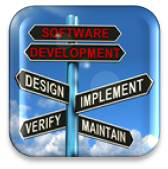 SOFTWARE
DEVELOPMENT
DESIGN
IMPLEMENT
VERIFY
MAINTAIN